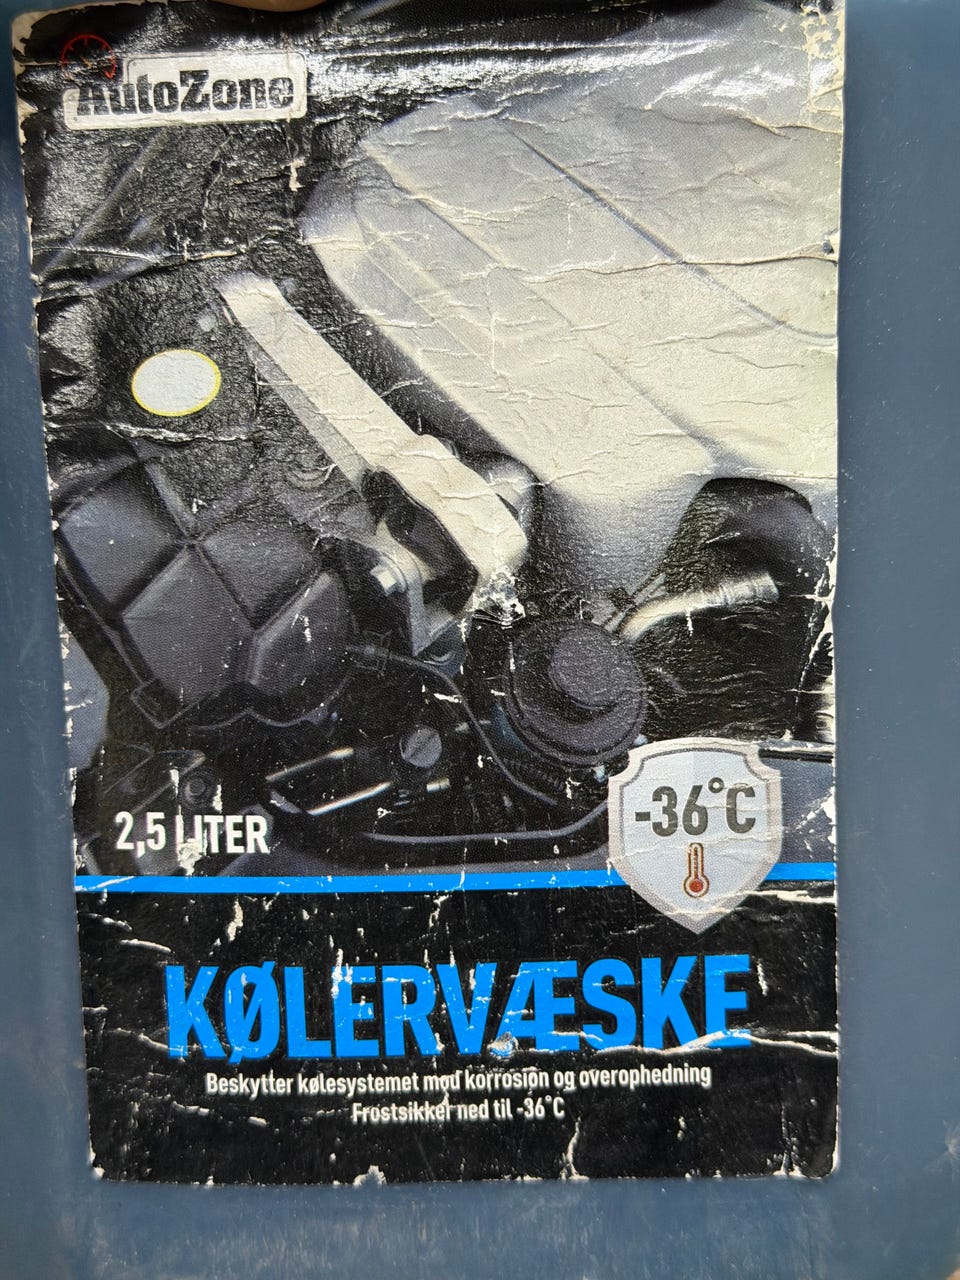 AutoZone
2,5 LITER
-36°C
KØLERVÆSKE
Beskytter kølesystemet mod korrosion og overophedning
Frostsikker ned til -36°C